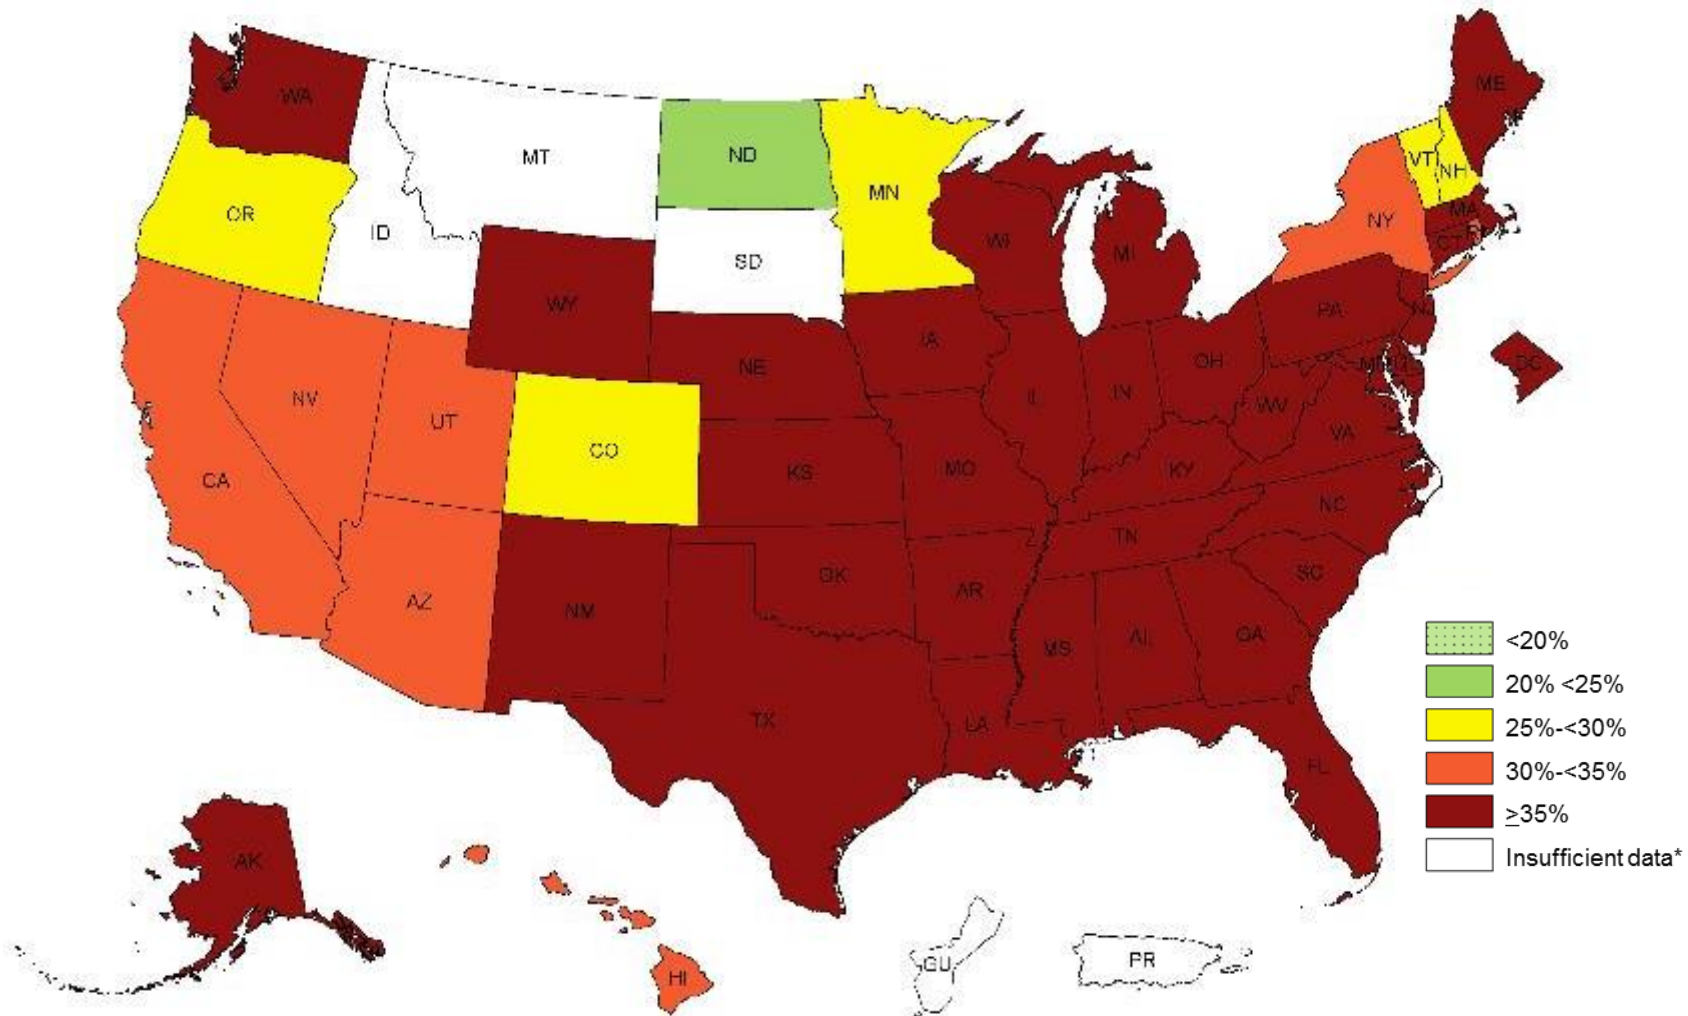 WA
ME
MT
ND
VT
NH
MN
OR
ID
NY
MA
RI
CT
WI
MI
SD
WY
PA
NJ
IA
NE
OH
DC
NV
UT
IL
IN
WV
CO
VA
CA
KS
MO
KY
NC
TN
OK
AR
SC
AZ
NM
MS
AL
GA
TX
LA
FL
AK
HI
GU
PR
<20%
20% <25%
25%-<30%
30%-<35%
≥35%
Insufficient data*